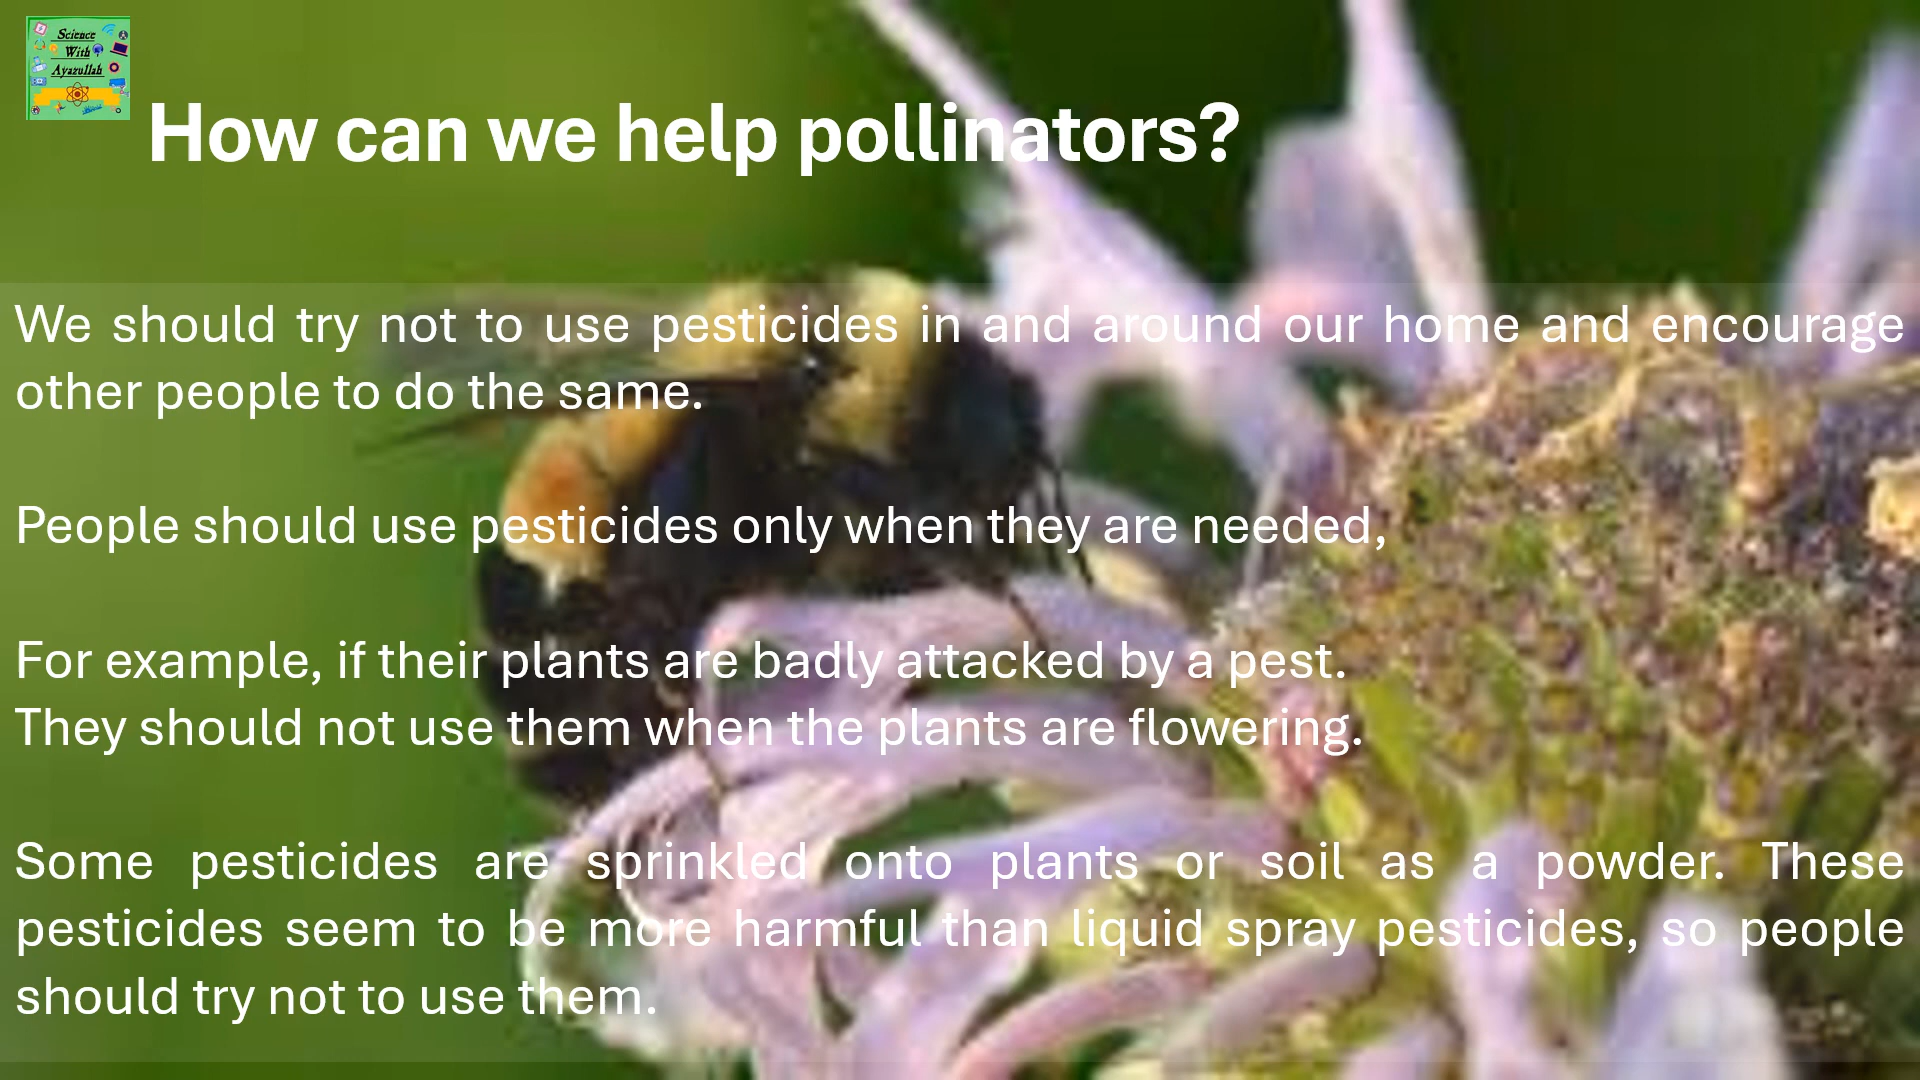 Science
With
Ayazullah
How can we help pollinators?
We should try not to use pesticides in and around our home and encourage
other people to do the same.
People should use pesticides only when they are needed,
For example, if their plants are badly attacked by a pest.
They should not use them when the plants are flowering.
Some pesticides are sprinkled onto plants or soil as a powder. These
pesticides seem to be more harmful than liquid spray pesticides, so people
should try not to use them.